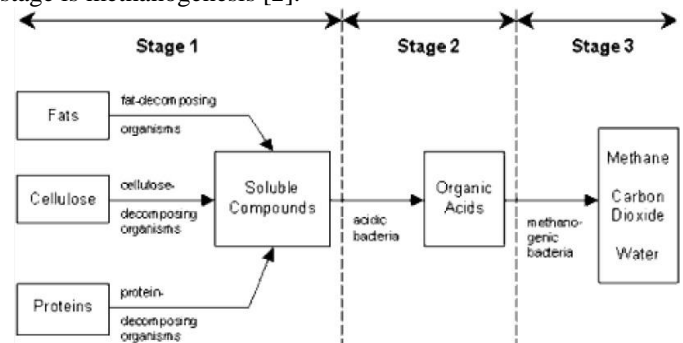 stage is methanogenesis [2].
Stage 1
Stage 2
Stage 3
Fats
fat-decomposing
organisms
Cellulose
cellulose-
decomposing
organisms
Proteins
protein-
decomposing
organisms
Soluble
Compounds
acidic
bacteria
Organic
Acids
methano-
genic
bacteria
Methane
Carbon
Dioxide
Water